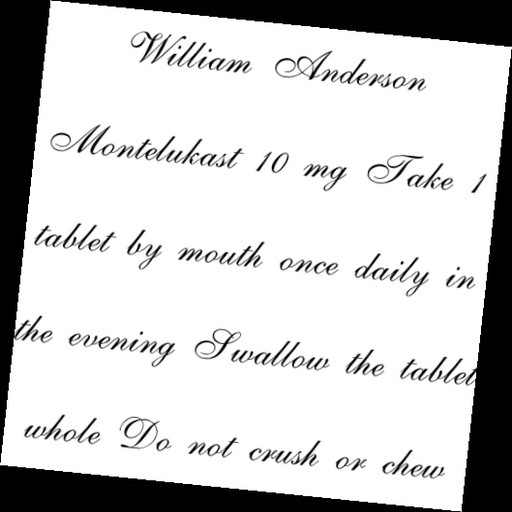 William Anderson
Montelukast 10 mg Take 1
tablet by mouth once daily in
the evening Swallow the tablet
whole Do not crush or chew